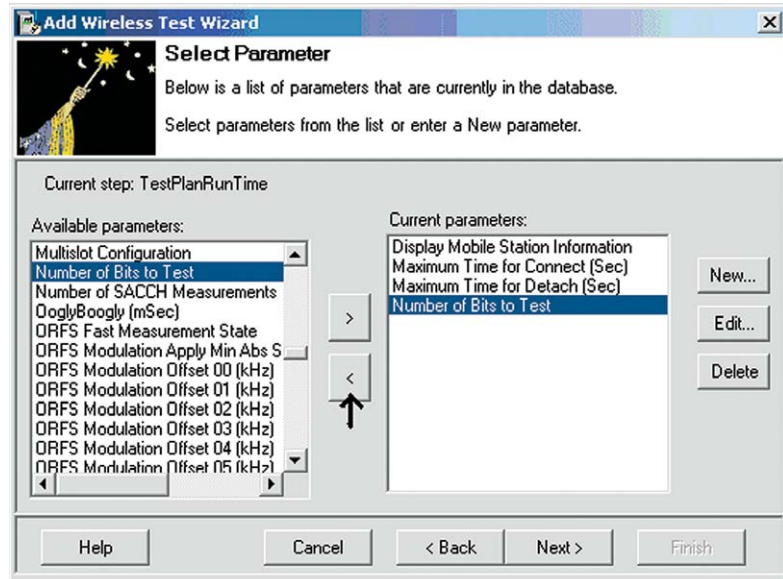 Add Wireless Test Wizard
Select Parameter
Below is a list of parameters that are currently in the database.
Select parameters from the list or enter a New parameter.
Current step: TestPlanRunTime
Available parameters:
Multislot Configuration
Number of Bits to Test
Number of SACCH Measurements
OoglyBoogly (mSec)
ORFS Fast Measurement State
ORFS Modulation Apply Min Abs S
ORFS Modulation Offset 00 (kHz)
ORFS Modulation Offset 01 (kHz)
ORFS Modulation Offset 02 (kHz)
ORFS Modulation Offset 03 (kHz)
ORFS Modulation Offset 04 (kHz)
ORFS Modulation Offset 05 (kHz)
>
<
Current parameters:
Display Mobile Station Information
Maximum Time for Connect (Sec)
Maximum Time for Detach (Sec)
Number of Bits to Test
New...
Edit...
Delete
Help
Cancel
< Back
Next >
Finish